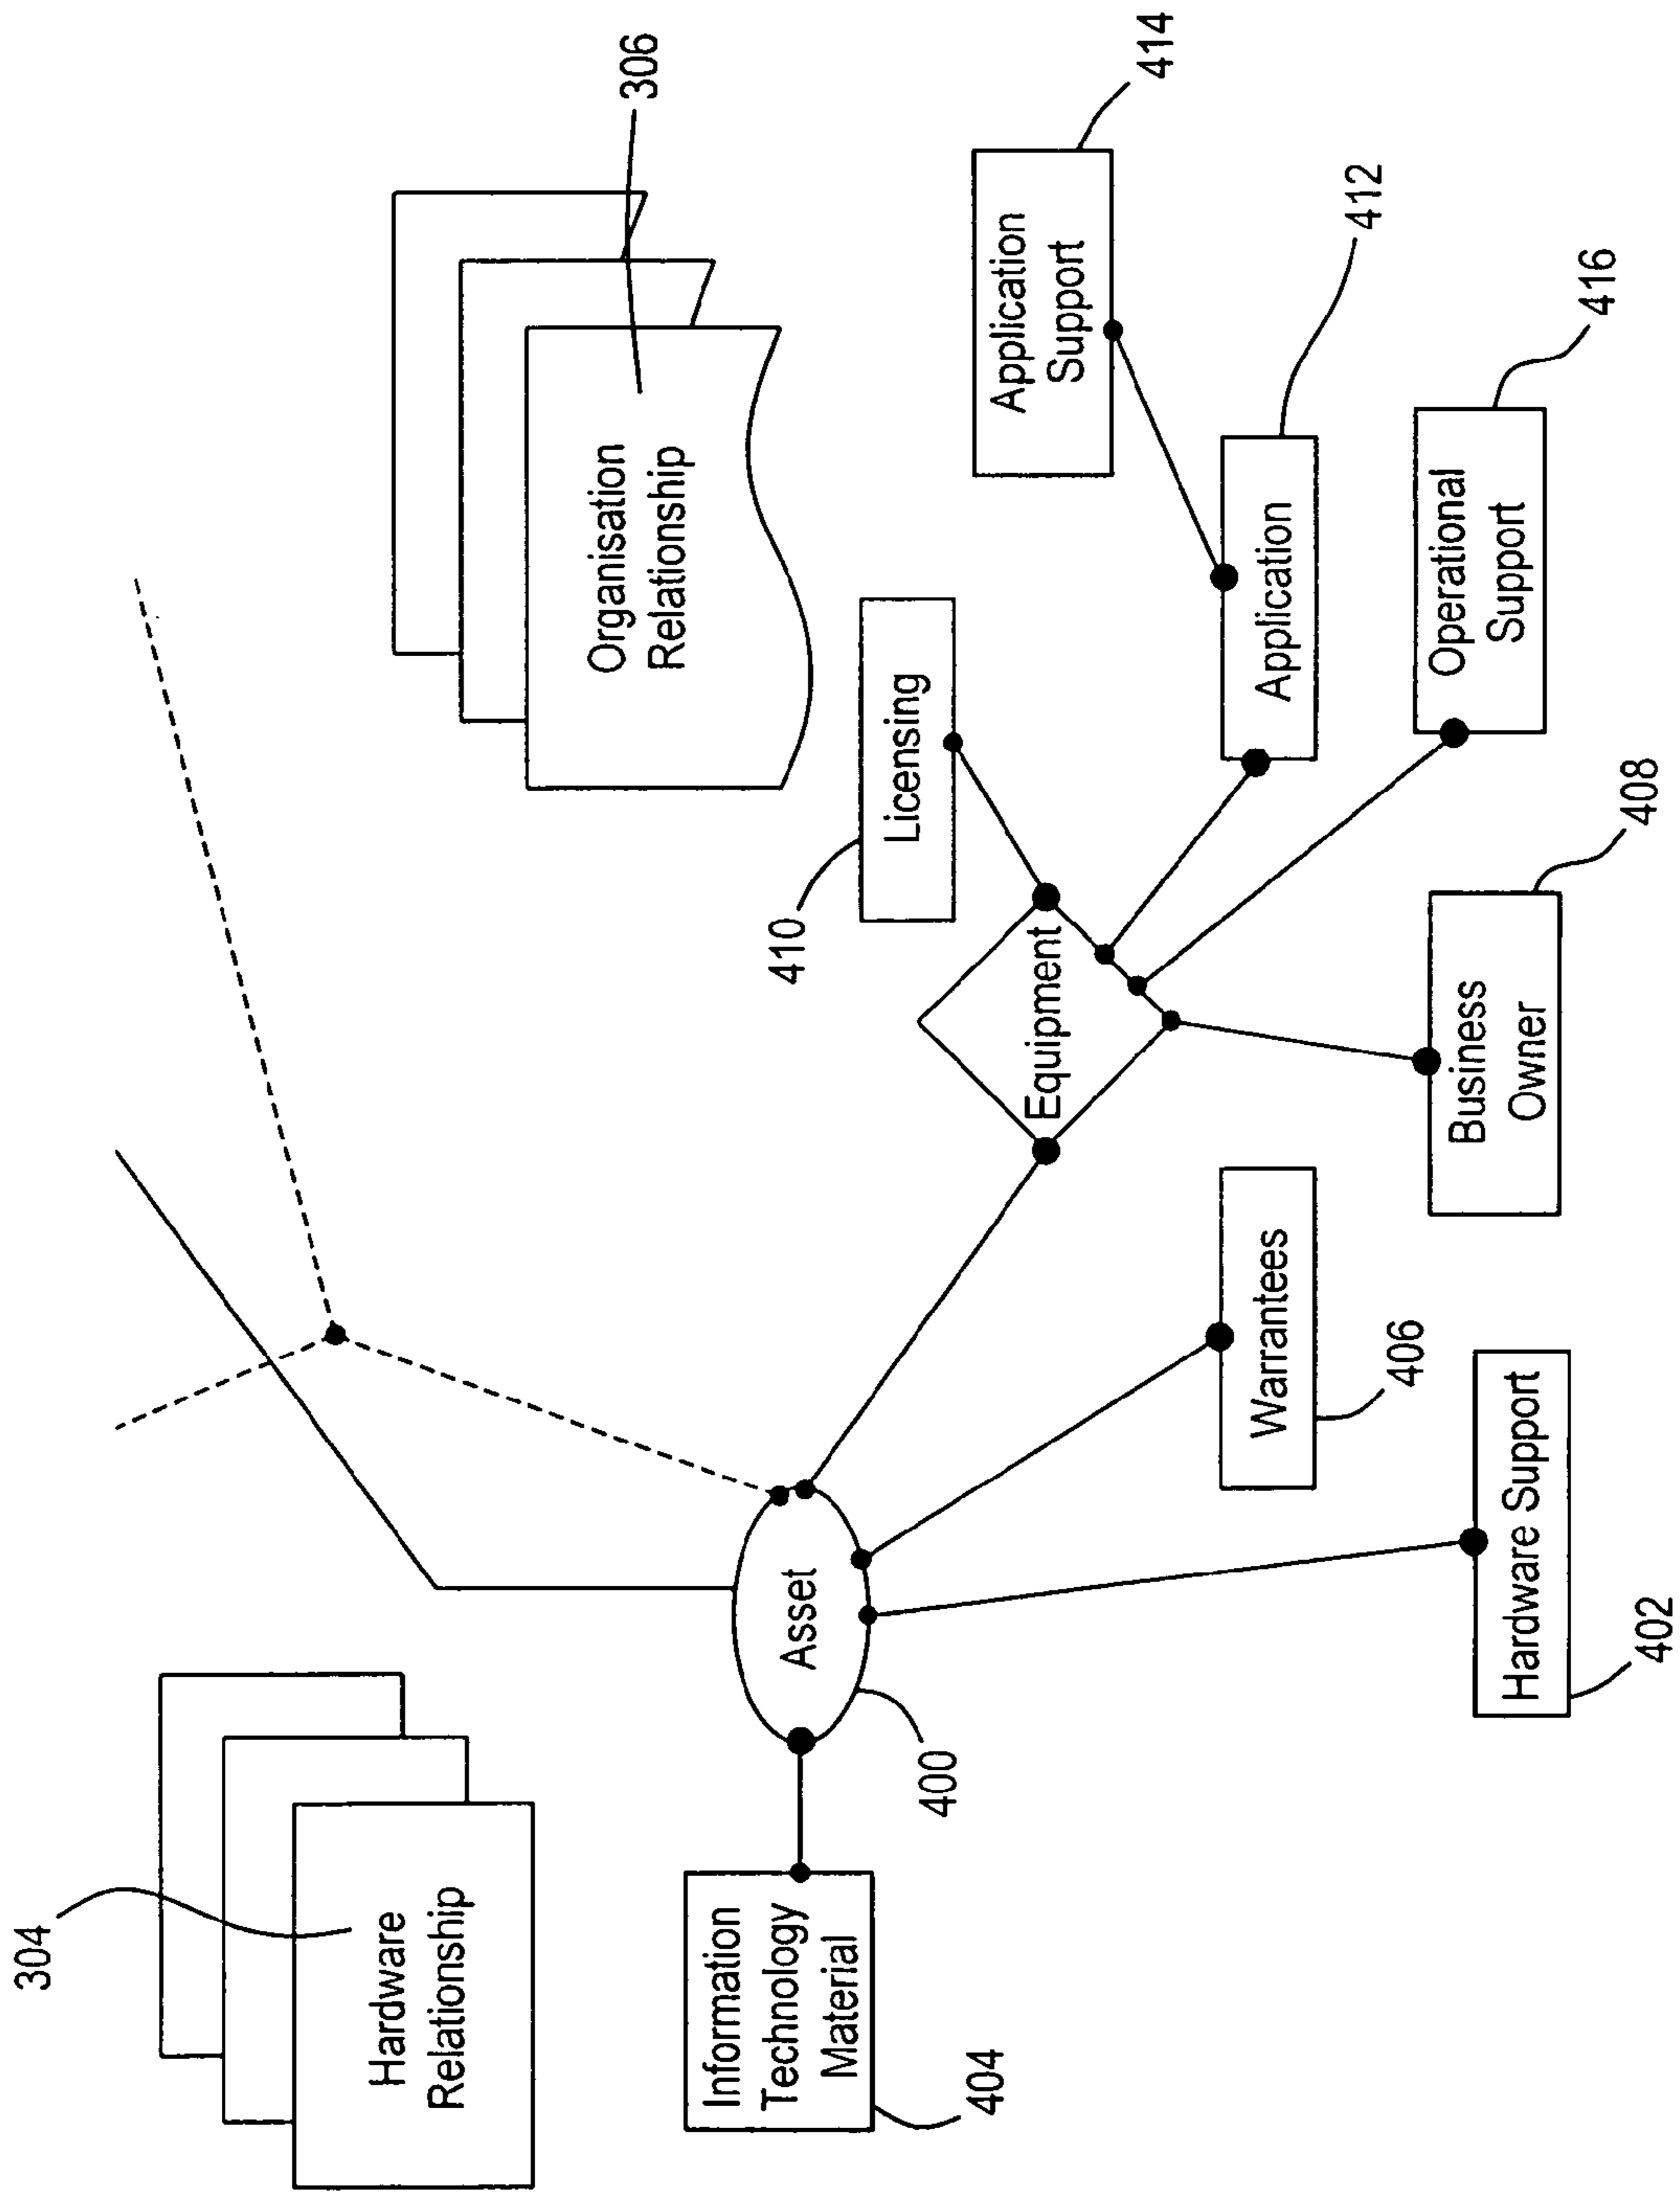 304
Hardware
Relationship
Organisation
Relationship
306
Information
Technology
Material
404
Asset
400
Equipment
Licensing
410
Application
Support
414
Application
412
Warrantees
406
Operational
Support
416
Hardware Support
402
Business
Owner
408